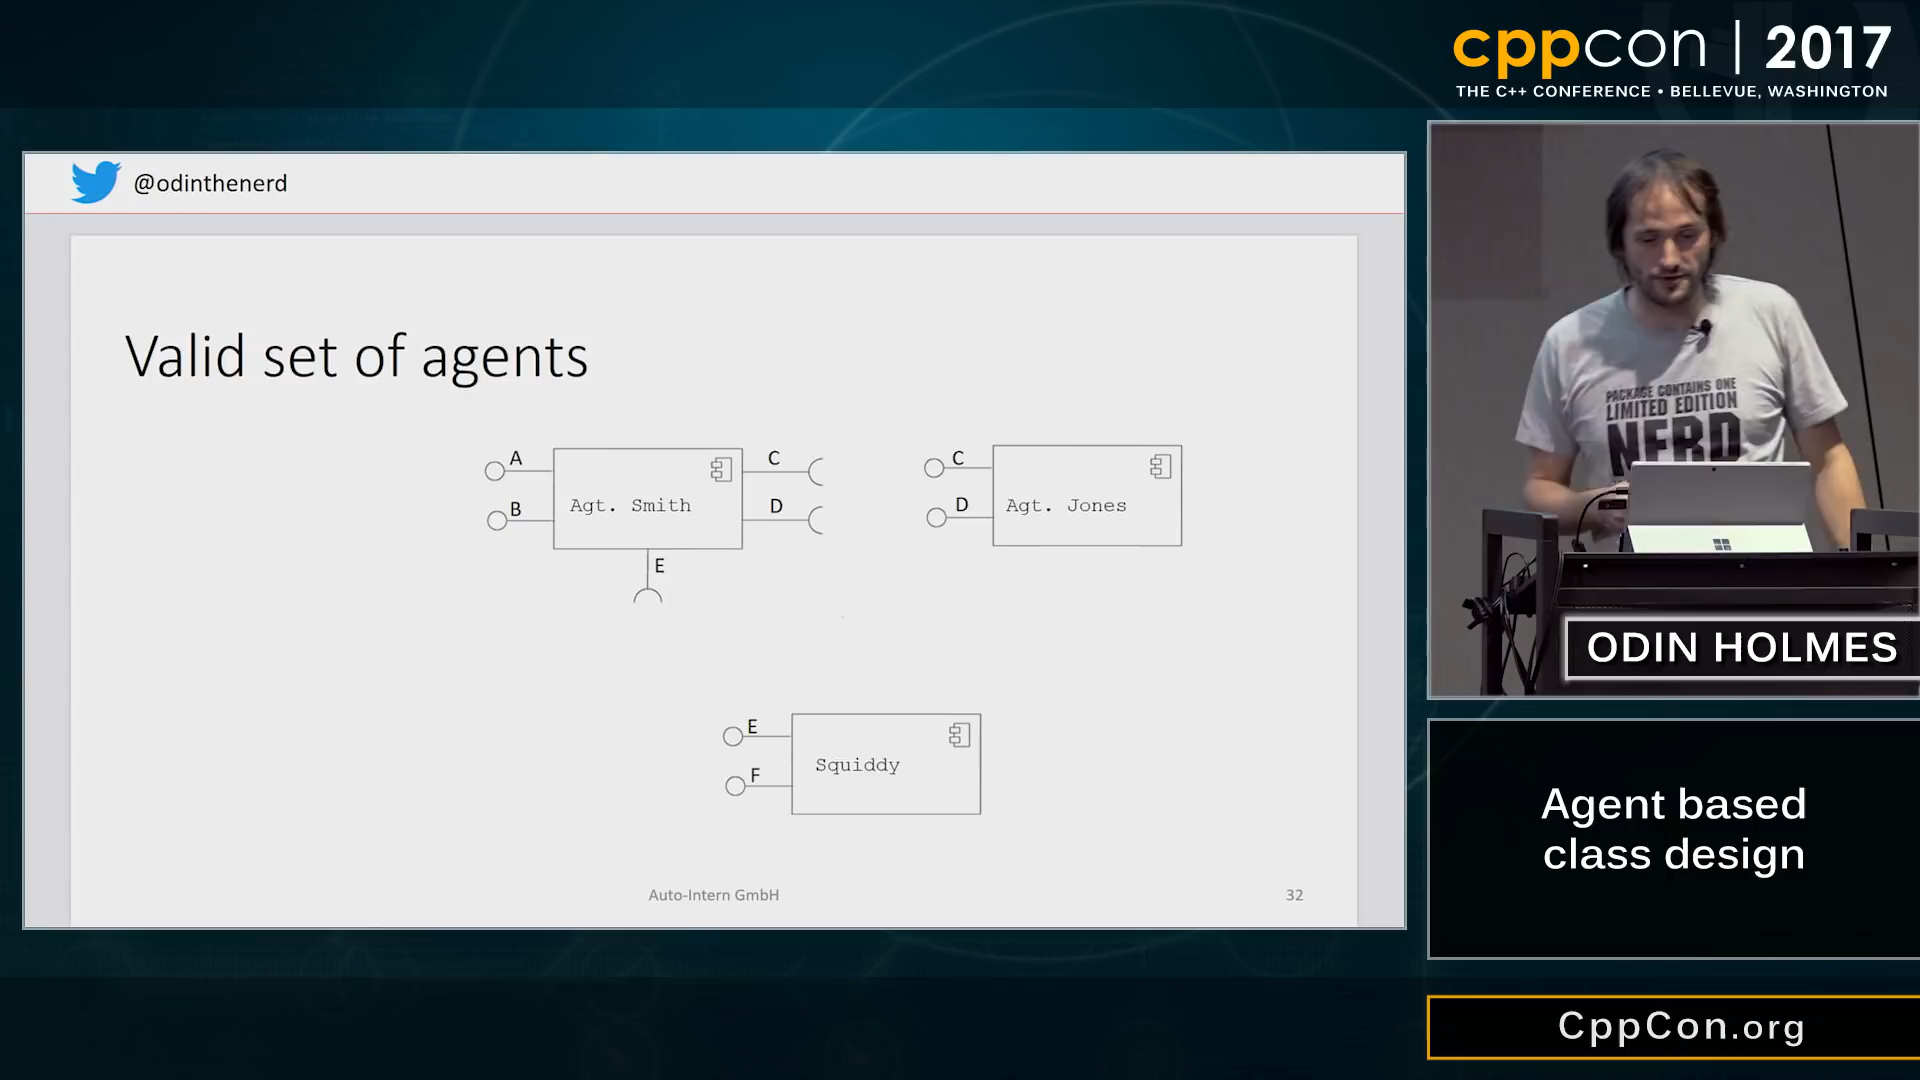 cppcon | 2017
THE C++ CONFERENCE • BELLEVUE, WASHINGTON
@odinthenerd
Valid set of agents
A
B
Agt. Smith
C
D
E
C
D
Agt. Jones
E
F
Squiddy
Auto-Intern GmbH
32
PACKAGE CONTAINS ONE
LIMITED EDITION
NERD
ODIN HOLMES
Agent based
class design
CppCon.org